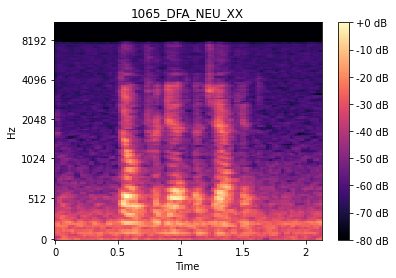 1065_DFA_NEU_XX
+0 dB
8192
-10 dB
4096
-20 dB
-30 dB
2048
Hz
-40 dB
1024
-50 dB
512
-60 dB
-70 dB
0
-80 dB
0 0.5 1 1.5 2
Time